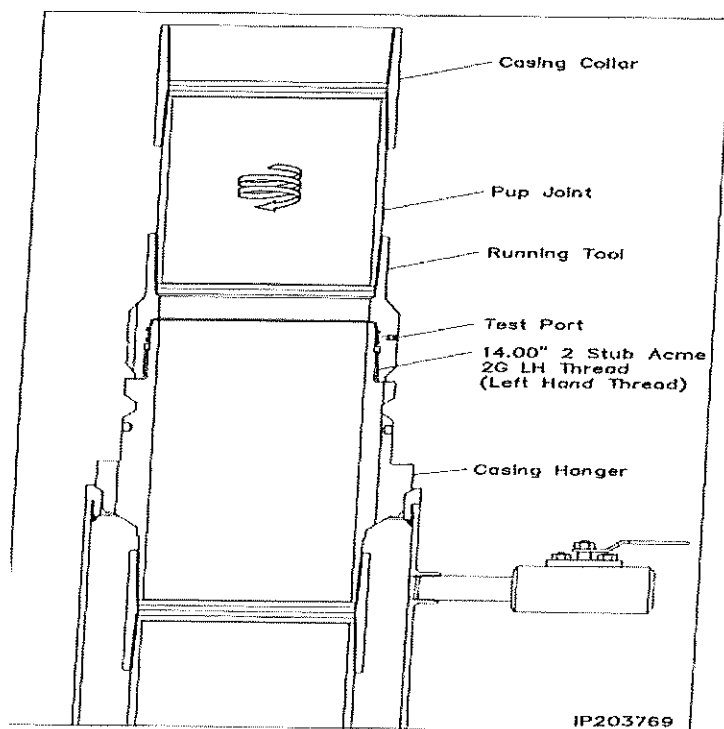 Casing Collar
Pup Joint
Running Tool
Test Port
14.00" 2 Stub Acme
2G LH Thread
(Left Hand Thread)
Casing Hanger
IP203769